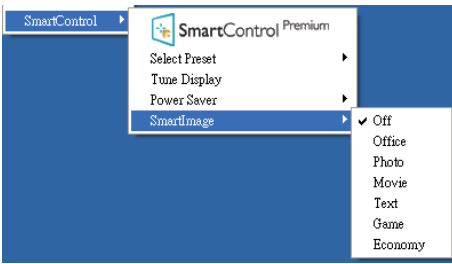 SmartControl
SmartControl Premium
Select Preset
Tune Display
Power Saver
SmartImage
Off
Office
Photo
Movie
Text
Game
Economy